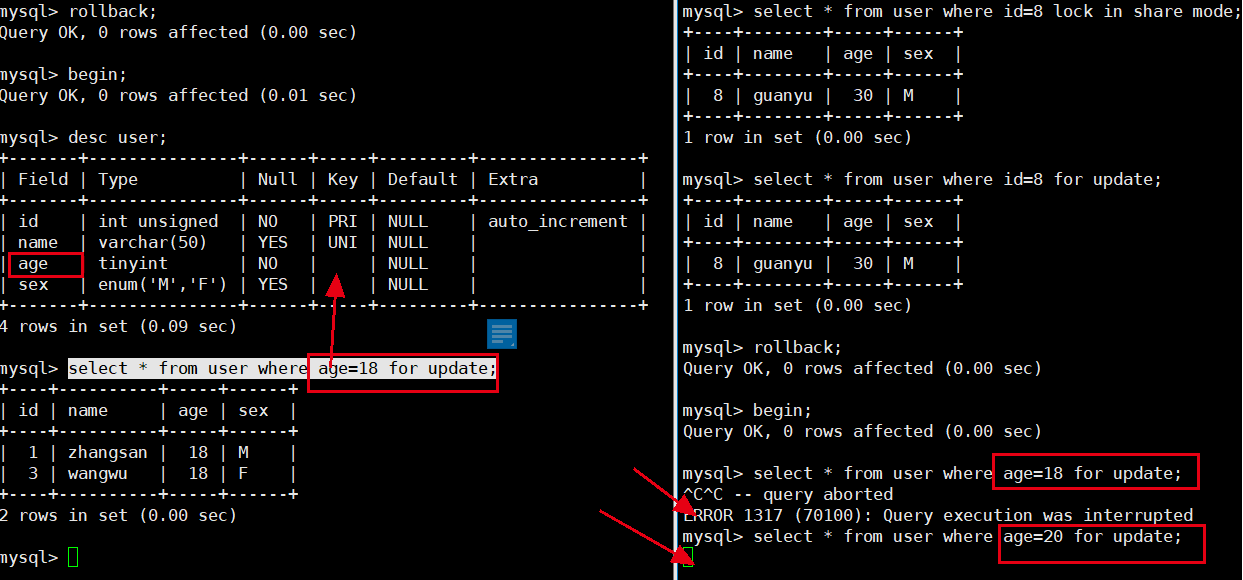 mysql> rollback;
Query OK, 0 rows affected (0.00 sec)

mysql> begin;
Query OK, 0 rows affected (0.01 sec)

mysql> desc user;
+-------+---------------+------+-----+---------+----------------+
| Field | Type          | Null | Key | Default | Extra          |
+-------+---------------+------+-----+---------+----------------+
| id    | int unsigned  | NO   | PRI | NULL    | auto_increment |
| name  | varchar(50)   | YES  | UNI | NULL    |                |
| age   | tinyint       | NO   |     | NULL    |                |
| sex   | enum('M','F') | YES  |     | NULL    |                |
+-------+---------------+------+-----+---------+----------------+
4 rows in set (0.09 sec)

mysql> select * from user where age=18 for update;
+----+----------+-----+------+
| id | name     | age | sex  |
+----+----------+-----+------+
|  1 | zhangsan |  18 | M    |
|  3 | wangwu   |  18 | F    |
+----+----------+-----+------+
2 rows in set (0.00 sec)

mysql>

mysql> select * from user where id=8 lock in share mode;
+----+--------+-----+------+
| id | name   | age | sex  |
+----+--------+-----+------+
|  8 | guanyu |  30 | M    |
+----+--------+-----+------+
1 row in set (0.00 sec)

mysql> select * from user where id=8 for update;
+----+--------+-----+------+
| id | name   | age | sex  |
+----+--------+-----+------+
|  8 | guanyu |  30 | M    |
+----+--------+-----+------+
1 row in set (0.00 sec)

mysql> rollback;
Query OK, 0 rows affected (0.00 sec)

mysql> begin;
Query OK, 0 rows affected (0.00 sec)

mysql> select * from user where age=18 for update;
^C^C -- query aborted
ERROR 1317 (70100): Query execution was interrupted
mysql> select * from user where age=20 for update;